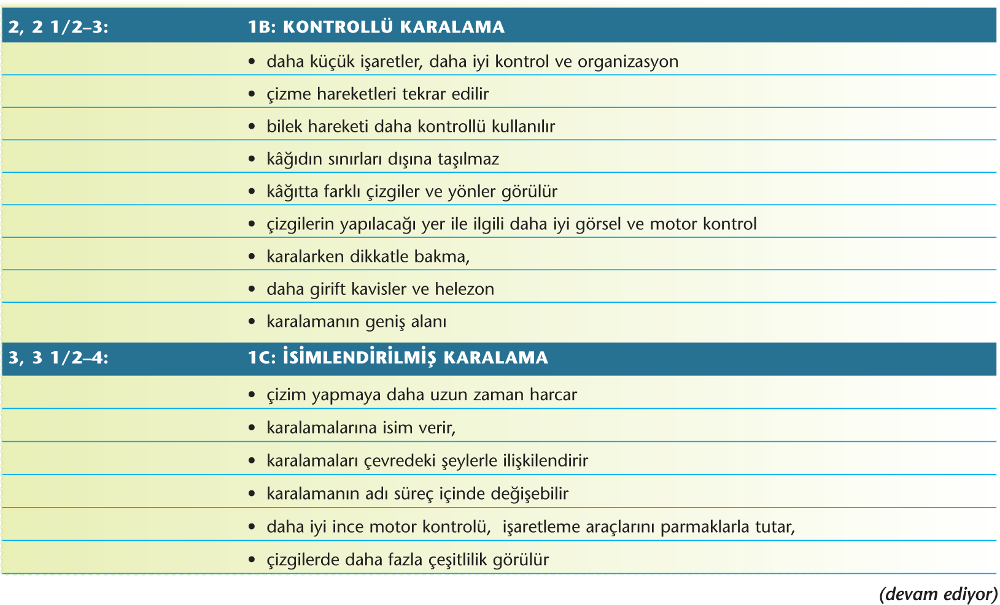 2, 2 1/2–3: 1B: KONTROLLÜ KARALAMA
• daha küçük işaretler, daha iyi kontrol ve organizasyon
• çizme hareketleri tekrar edilir
• bilek hareketi daha kontrollü kullanılır
• kâğıdın sınırları dışına taşılmaz
• kâğıtta farklı çizgiler ve yönler görülür
• çizgilerin yapılacağı yer ile ilgili daha iyi görsel ve motor kontrol
• karalarken dikkatle bakma,
• daha girift kavisler ve helezon
• karalamanın geniş alanı
3, 3 1/2–4: 1C: İSİMLENDİRİLMİŞ KARALAMA
• çizim yapmaya daha uzun zaman harcar
• karalamalarına isim verir,
• karalamaları çevredeki şeylerle ilişkilendirir
• karalamanın adı süreç içinde değişebilir
• daha iyi ince motor kontrolü,  işaretleme araçlarını parmaklarla tutar,
• çizgilerde daha fazla çeşitlilik görülür
(devam ediyor)